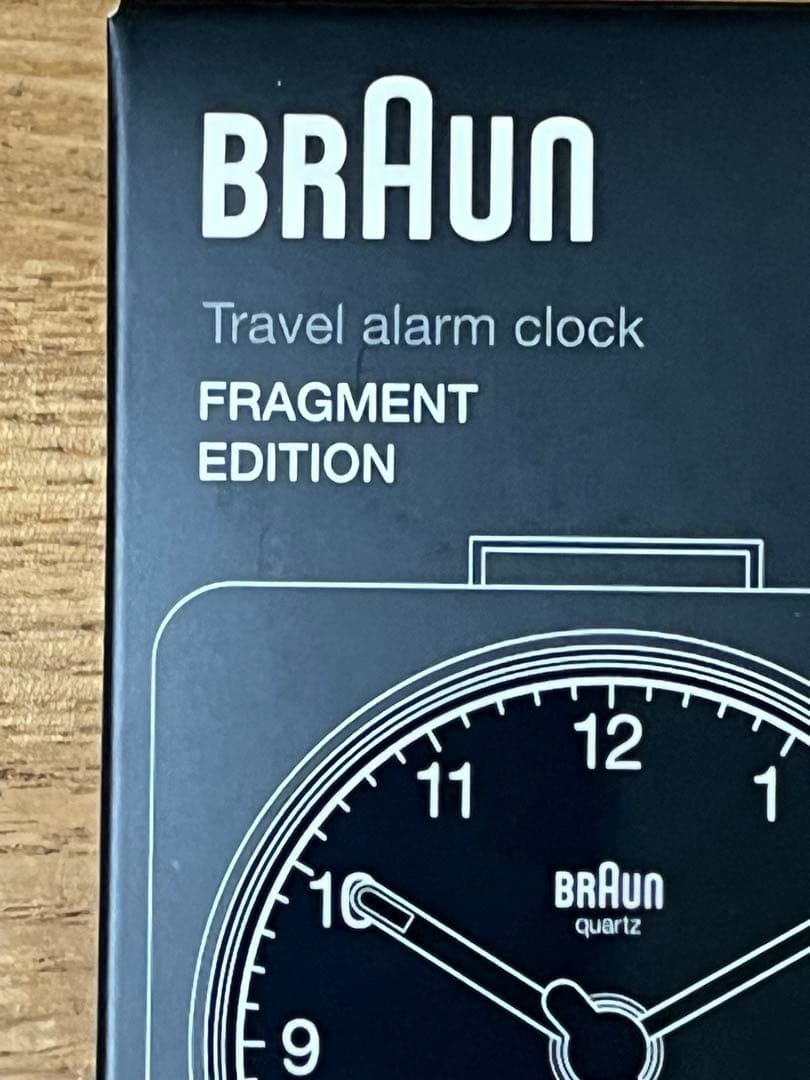 BRAUN
Travel alarm clock
FRAGMENT
EDITION
12
11
1
10
BRAUN
quartz
9